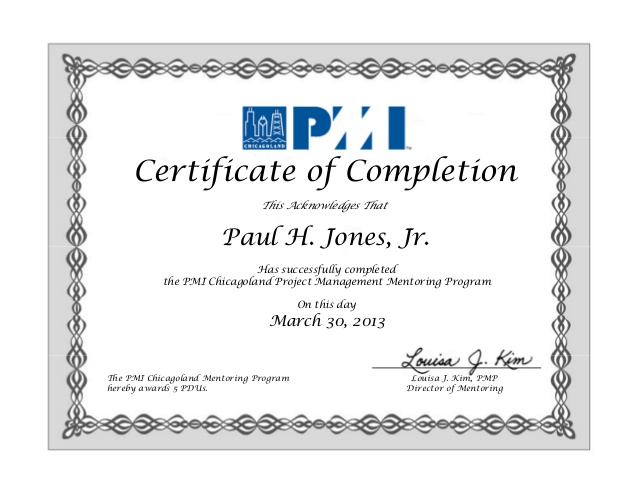 CHICAGOLAND
PMI
™
Certificate of Completion
This Acknowledges That
Paul H. Jones, Jr.
Has successfully completed
the PMI Chicagoland Project Management Mentoring Program
On this day
March 30, 2013
Louisa J. Kim
The PMI Chicagoland Mentoring Program
hereby awards 5 PDUs.
Louisa J. Kim, PMP
Director of Mentoring